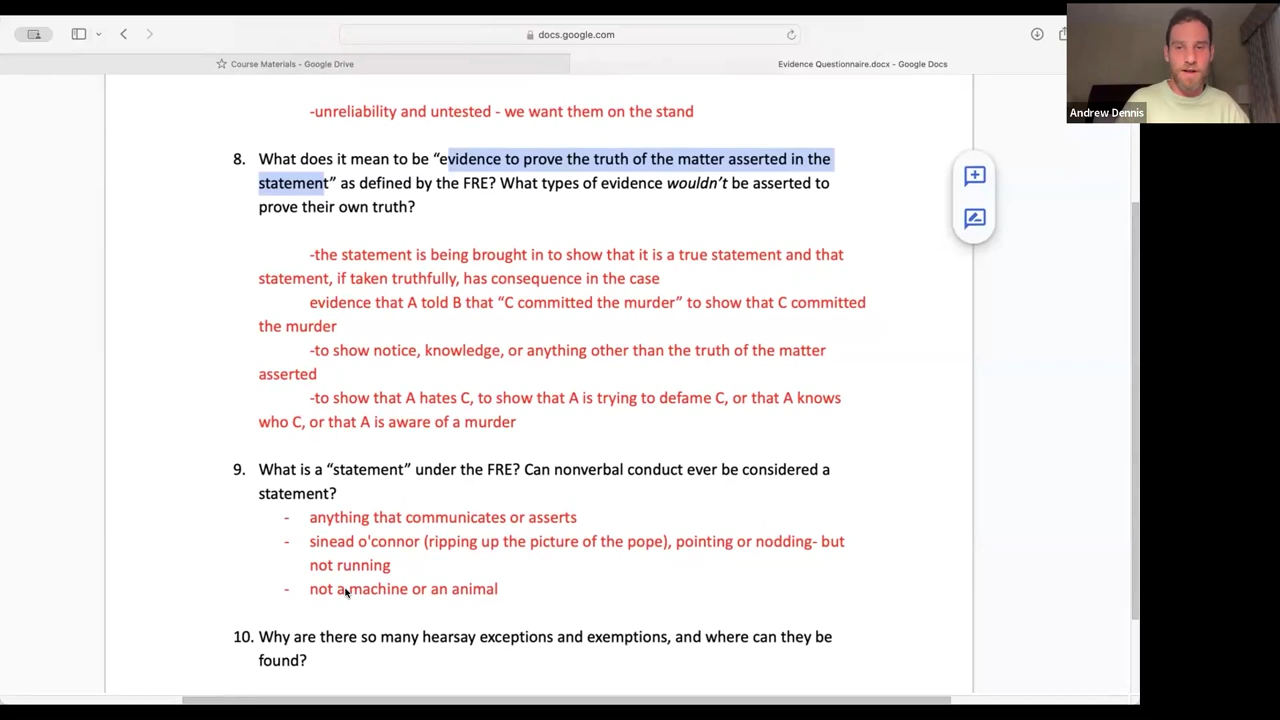 docs.google.com
Course Materials – Google Drive
Evidence Questionnaire.docx - Google Docs
Andrew Dennis
-unreliability and untested - we want them on the stand
8. What does it mean to be “evidence to prove the truth of the matter asserted in the
statement” as defined by the FRE? What types of evidence wouldn’t be asserted to
prove their own truth?
-the statement is being brought in to show that it is a true statement and that
statement, if taken truthfully, has consequence in the case
evidence that A told B that “C committed the murder” to show that C committed
the murder
-to show notice, knowledge, or anything other than the truth of the matter
asserted
-to show that A hates C, to show that A is trying to defame C, or that A knows
who C, or that A is aware of a murder
9. What is a “statement” under the FRE? Can nonverbal conduct ever be considered a
statement?
- anything that communicates or asserts
- sinead o'connor (ripping up the picture of the pope), pointing or nodding- but
not running
- not a machine or an animal
10. Why are there so many hearsay exceptions and exemptions, and where can they be
found?